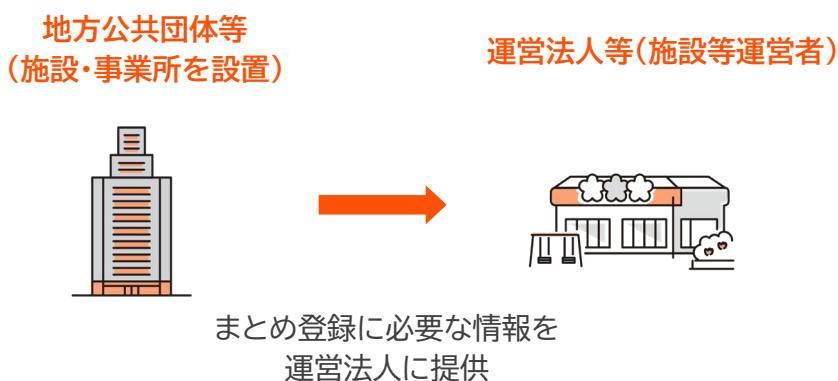 地方公共団体等
(施設・事業所を設置)
運営法人等(施設等運営者)
まとめ登録に必要な情報を
運営法人に提供